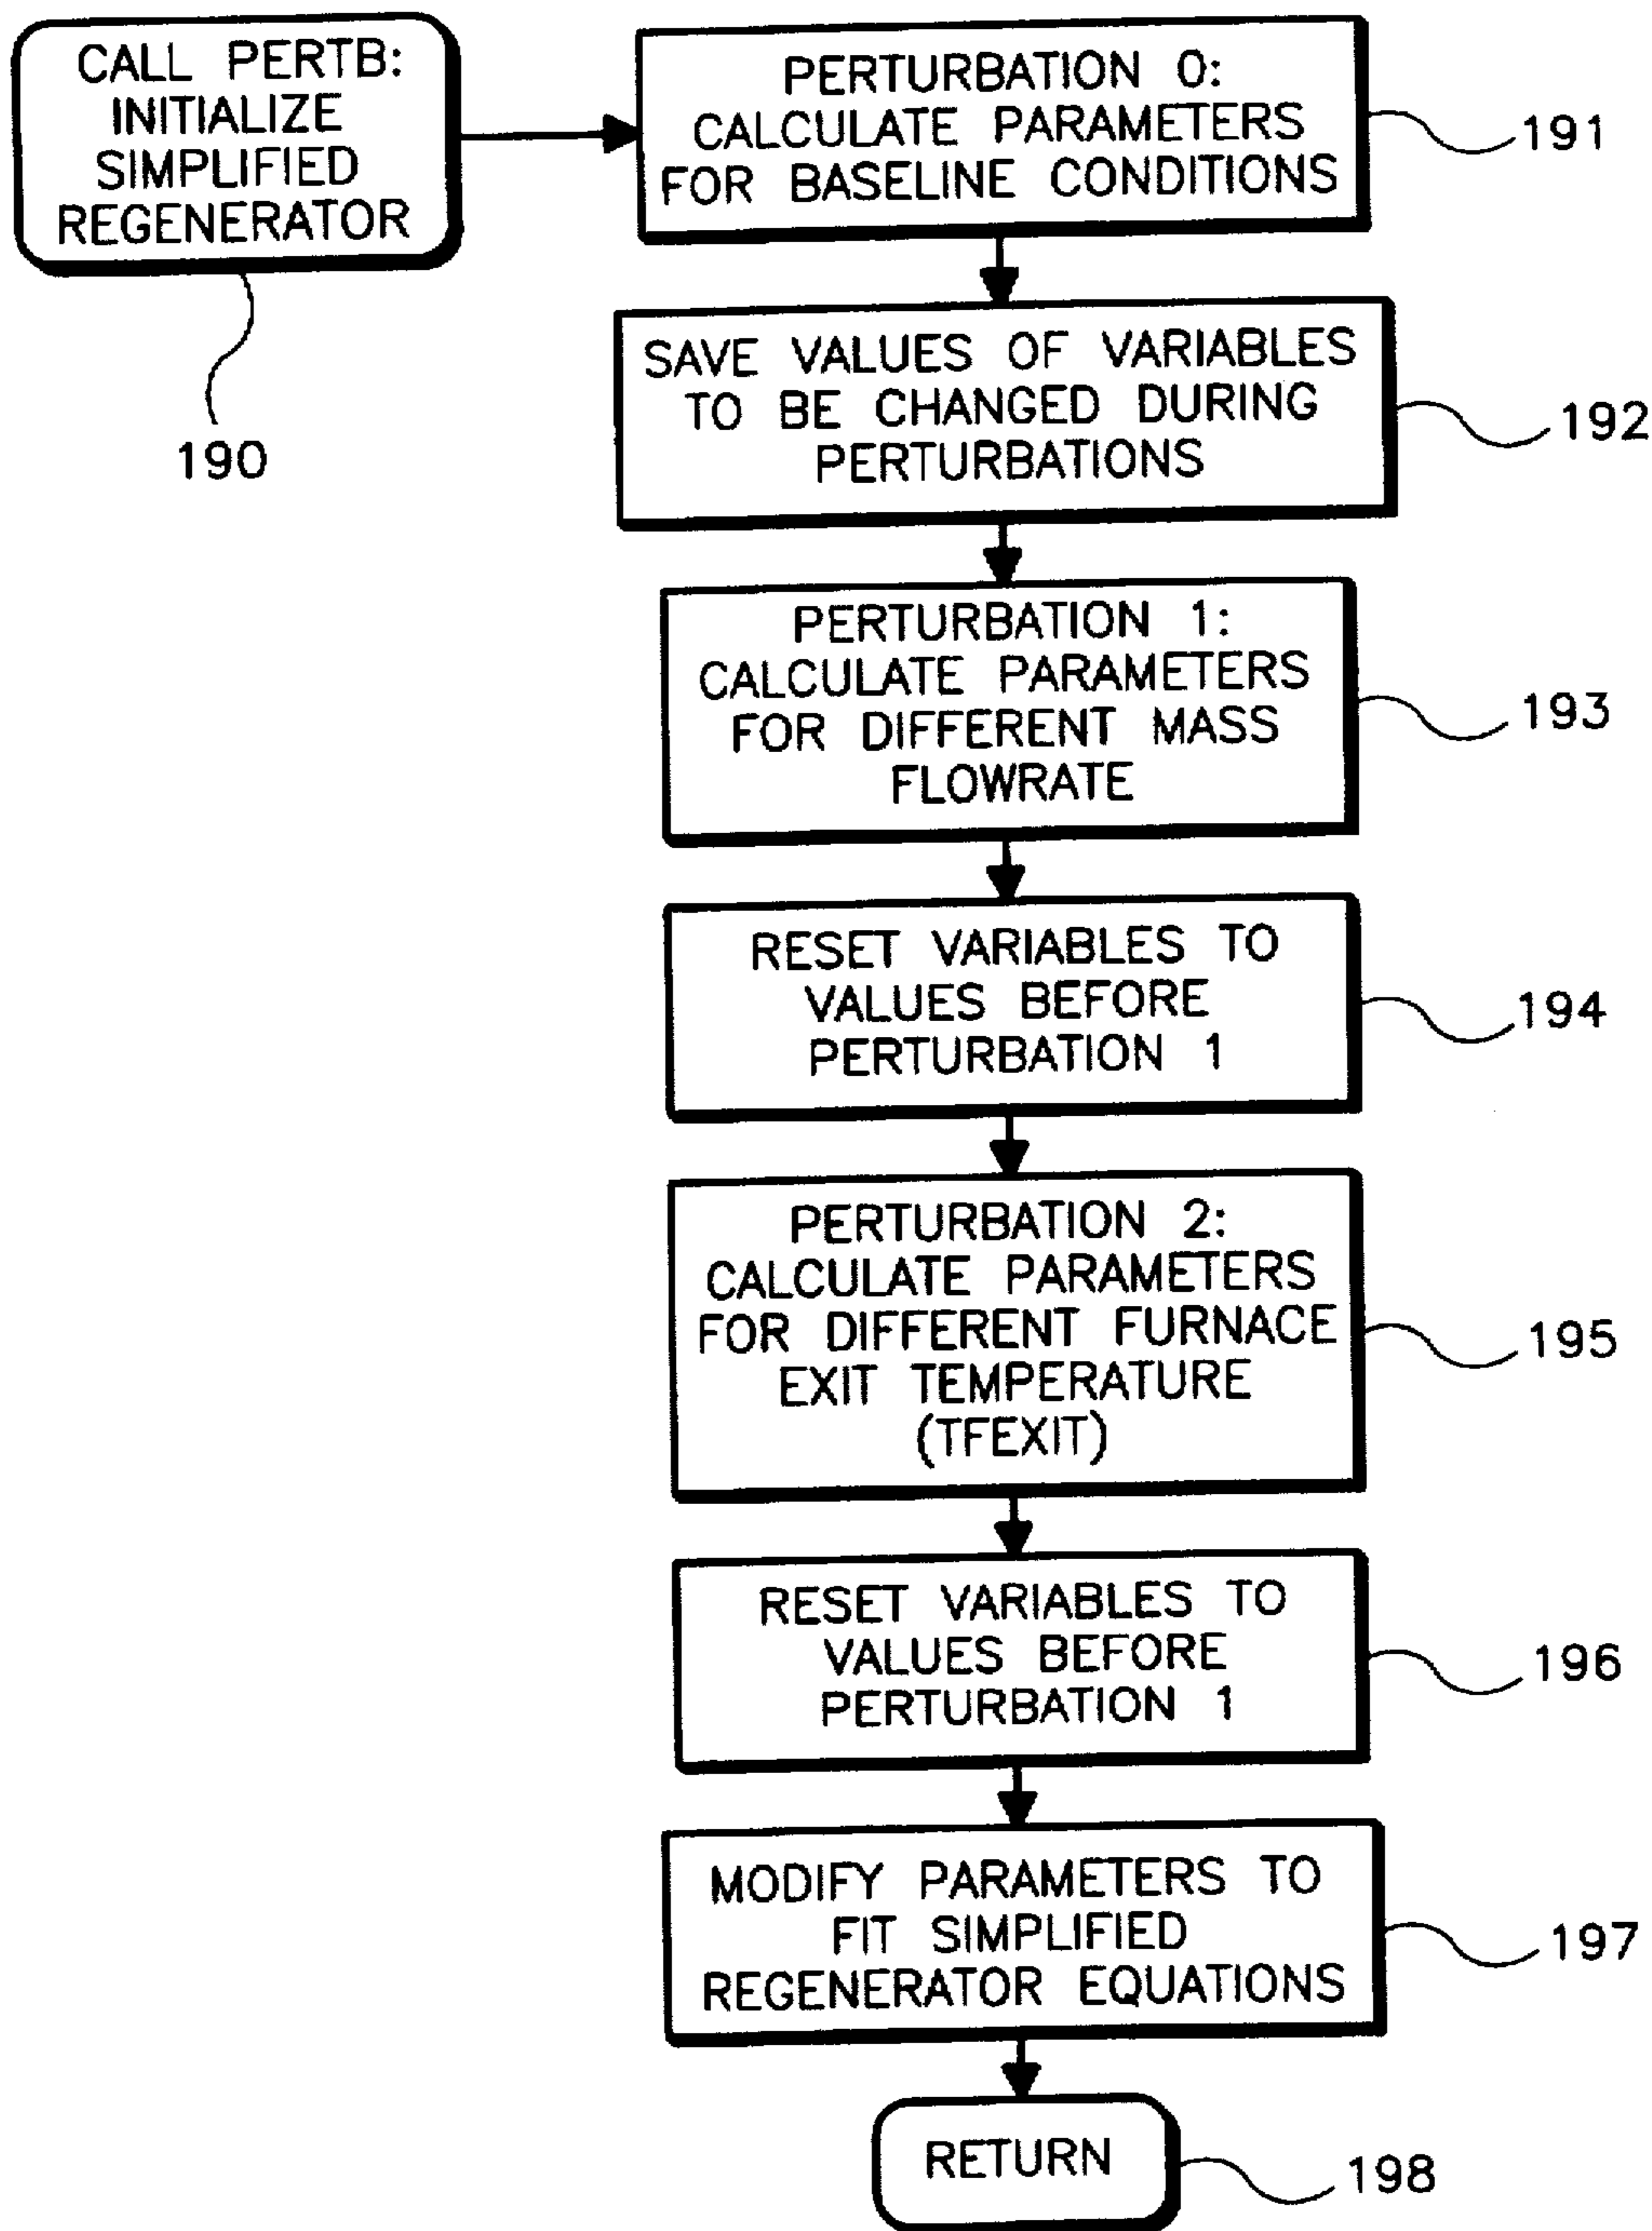 CALL PERTB:
INITIALIZE
SIMPLIFIED
REGENERATOR
190
PERTURBATION 0:
CALCULATE PARAMETERS
FOR BASELINE CONDITIONS
191
SAVE VALUES OF VARIABLES
TO BE CHANGED DURING
PERTURBATIONS
192
PERTURBATION 1:
CALCULATE PARAMETERS
FOR DIFFERENT MASS
FLOWRATE
193
RESET VARIABLES TO
VALUES BEFORE
PERTURBATION 1
194
PERTURBATION 2:
CALCULATE PARAMETERS
FOR DIFFERENT FURNACE
EXIT TEMPERATURE
(TFEXIT)
195
RESET VARIABLES TO
VALUES BEFORE
PERTURBATION 1
196
MODIFY PARAMETERS TO
FIT SIMPLIFIED
REGENERATOR EQUATIONS
197
RETURN
198